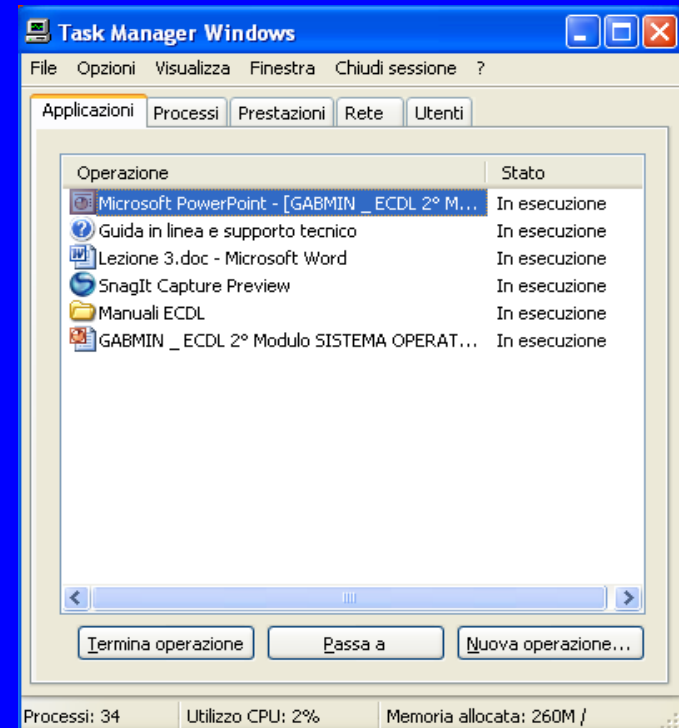 Task Manager Windows
File Opzioni Visualizza Finestra Chiudi sessione ?
Applicazioni Processi Prestazioni Rete Utenti
Operazione Stato
Microsoft PowerPoint - [GABMIN _ ECDL 2° M... In esecuzione
Guida in linea e supporto tecnico In esecuzione
Lezione 3.doc - Microsoft Word In esecuzione
SnagIt Capture Preview In esecuzione
Manuali ECDL In esecuzione
GABMIN _ ECDL 2° Modulo SISTEMA OPERAT... In esecuzione
Termina operazione Passa a Nuova operazione...
Processi: 34 Utilizzo CPU: 2% Memoria allocata: 260M /